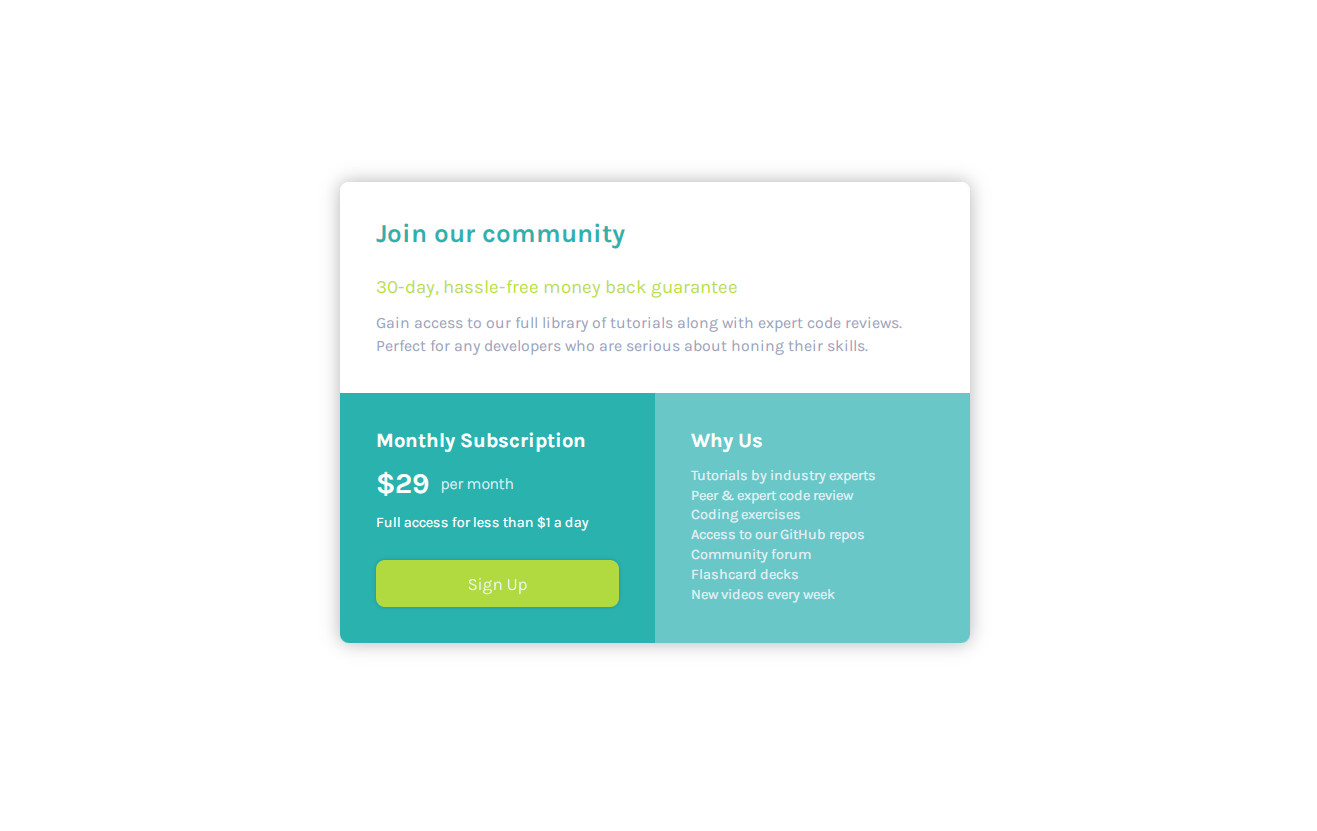 Join our community
30-day, hassle-free money back guarantee
Gain access to our full library of tutorials along with expert code reviews.
Perfect for any developers who are serious about honing their skills.
Monthly Subscription
$29 per month
Full access for less than $1 a day
Sign Up
Why Us
Tutorials by industry experts
Peer & expert code review
Coding exercises
Access to our GitHub repos
Community forum
Flashcard decks
New videos every week